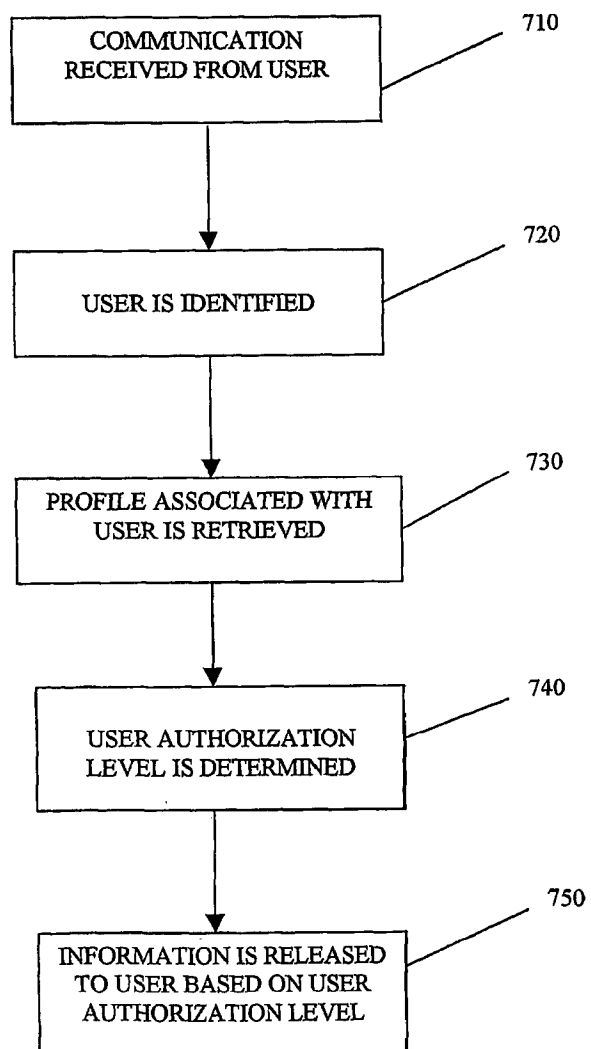 710
COMMUNICATION
RECEIVED FROM USER
720
USER IS IDENTIFIED
730
PROFILE ASSOCIATED WITH
USER IS RETRIEVED
740
USER AUTHORIZATION
LEVEL IS DETERMINED
750
INFORMATION IS RELEASED
TO USER BASED ON USER
AUTHORIZATION LEVEL